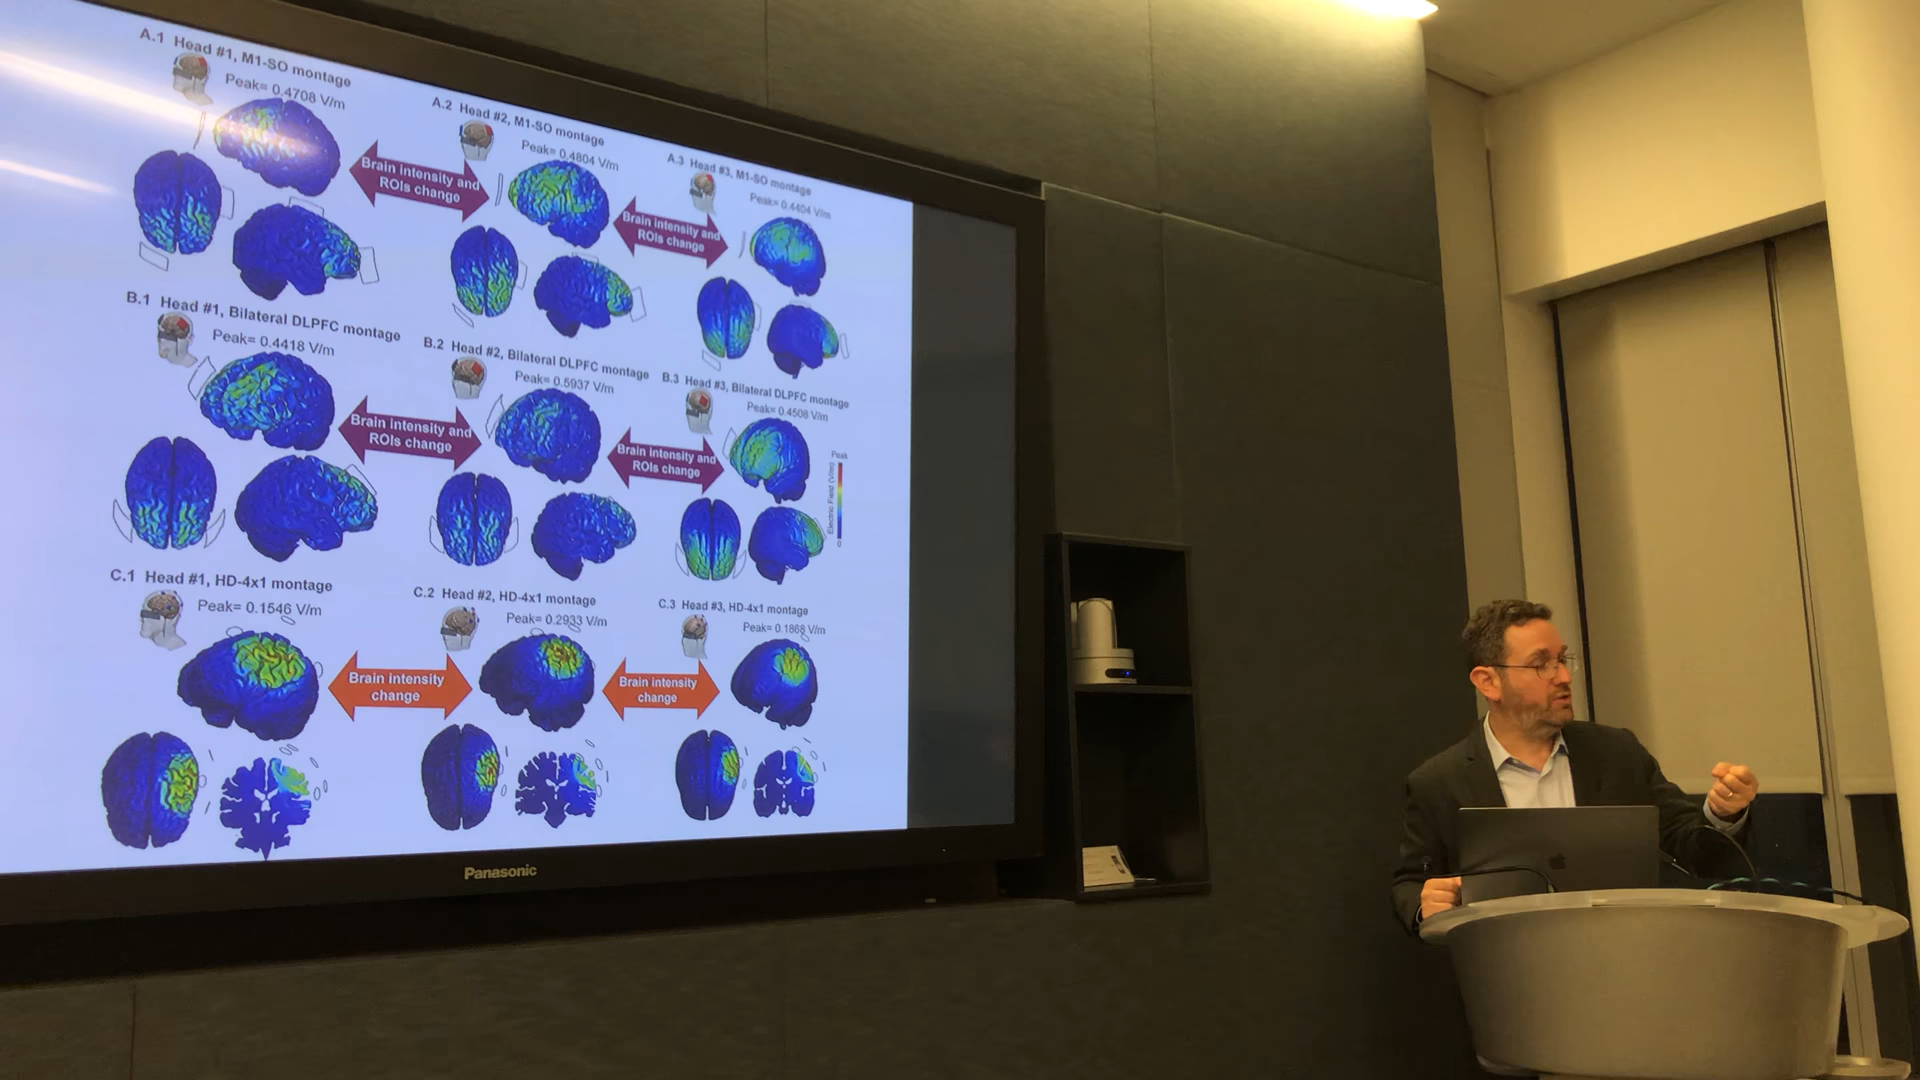 A.1 Head #1, M1-SO montage
Peak= 0.4708 V/m
A.2 Head #2, M1-SO montage
Peak= 0.4804 V/m
A.3 Head #3, M1-SO montage
Peak= 0.4404 V/m
Brain intensity and
ROIs change
Brain intensity and
ROIs change
B.1 Head #1, Bilateral DLPFC montage
Peak= 0.4418 V/m
B.2 Head #2, Bilateral DLPFC montage
Peak= 0.5937 V/m
B.3 Head #3, Bilateral DLPFC montage
Peak= 0.4508 V/m
Brain intensity and
ROIs change
Brain intensity and
ROIs change
Peak
Electric Field (V/m)
0
C.1 Head #1, HD-4x1 montage
Peak= 0.1546 V/m
C.2 Head #2, HD-4x1 montage
Peak= 0.2933 V/m
C.3 Head #3, HD-4x1 montage
Peak= 0.1868 V/m
Brain intensity
change
Brain intensity
change
Panasonic